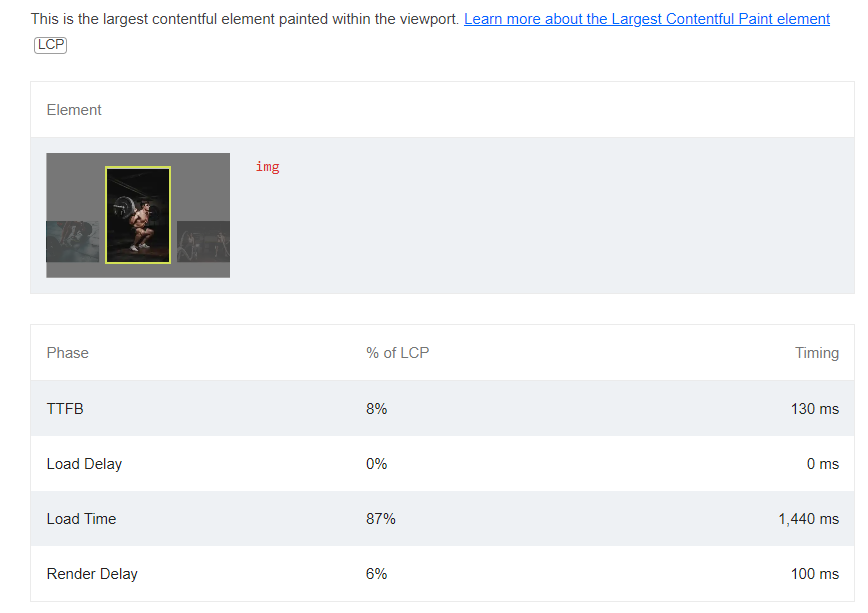 This is the largest contentful element painted within the viewport. Learn more about the Largest Contentful Paint element
LCP
Element
img
Phase % of LCP Timing
TTFB 8% 130 ms
Load Delay 0% 0 ms
Load Time 87% 1,440 ms
Render Delay 6% 100 ms